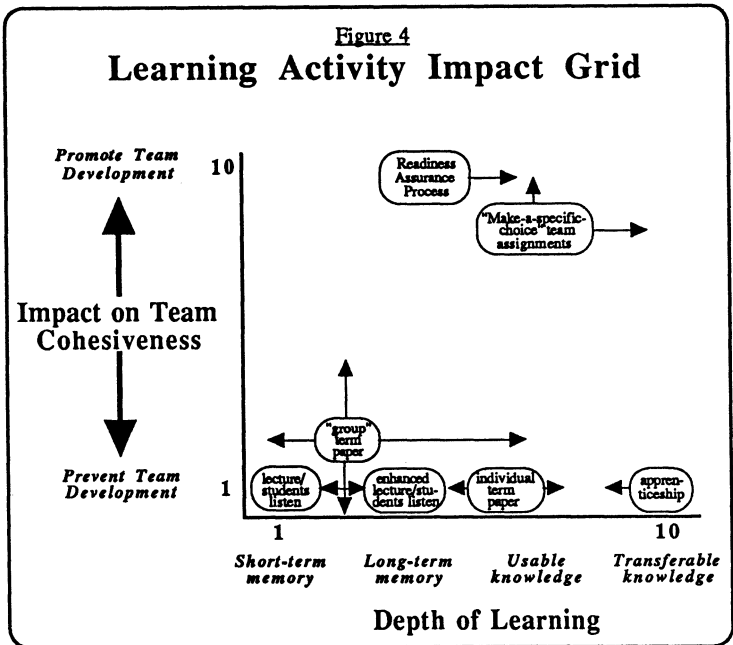 Figure 4
Learning Activity Impact Grid
Promote Team
Development
10
Readiness
Assurance
Process
"Make-a-specific-
choice" team
assignments
Impact on Team
Cohesiveness
"group"
term
paper
Prevent Team
Development
1
lecture/
students
listen
enhanced
lecture/stu-
dents listen
individual
term
paper
appren-
ticeship
1
10
Short-term
memory
Long-term
memory
Usable
knowledge
Transferable
knowledge
Depth of Learning